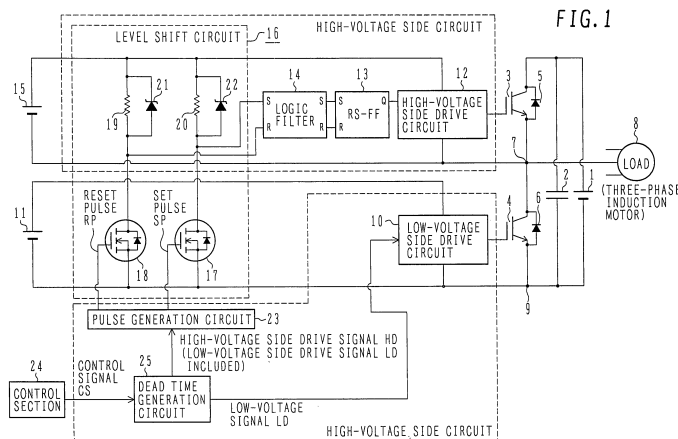 FIG.1
LEVEL SHIFT CIRCUIT
16
HIGH-VOLTAGE SIDE CIRCUIT
15
21
22
19
20
14
LOGIC
FILTER
S
R
S
R
13
RS-FF
S
R
Q
12
HIGH-VOLTAGE
SIDE DRIVE
CIRCUIT
3
5
7
8
LOAD
(THREE-PHASE
INDUCTION
MOTOR)
2
1
11
RESET
PULSE
RP
SET
PULSE
SP
18
17
10
LOW-VOLTAGE
SIDE DRIVE
CIRCUIT
4
6
9
PULSE GENERATION CIRCUIT
23
HIGH-VOLTAGE SIDE DRIVE SIGNAL HD
(LOW-VOLTAGE SIDE DRIVE SIGNAL LD
INCLUDED)
24
CONTROL
SECTION
CONTROL
SIGNAL
CS
25
DEAD TIME
GENERATION
CIRCUIT
LOW-VOLTAGE
SIGNAL LD
HIGH-VOLTAGE SIDE CIRCUIT